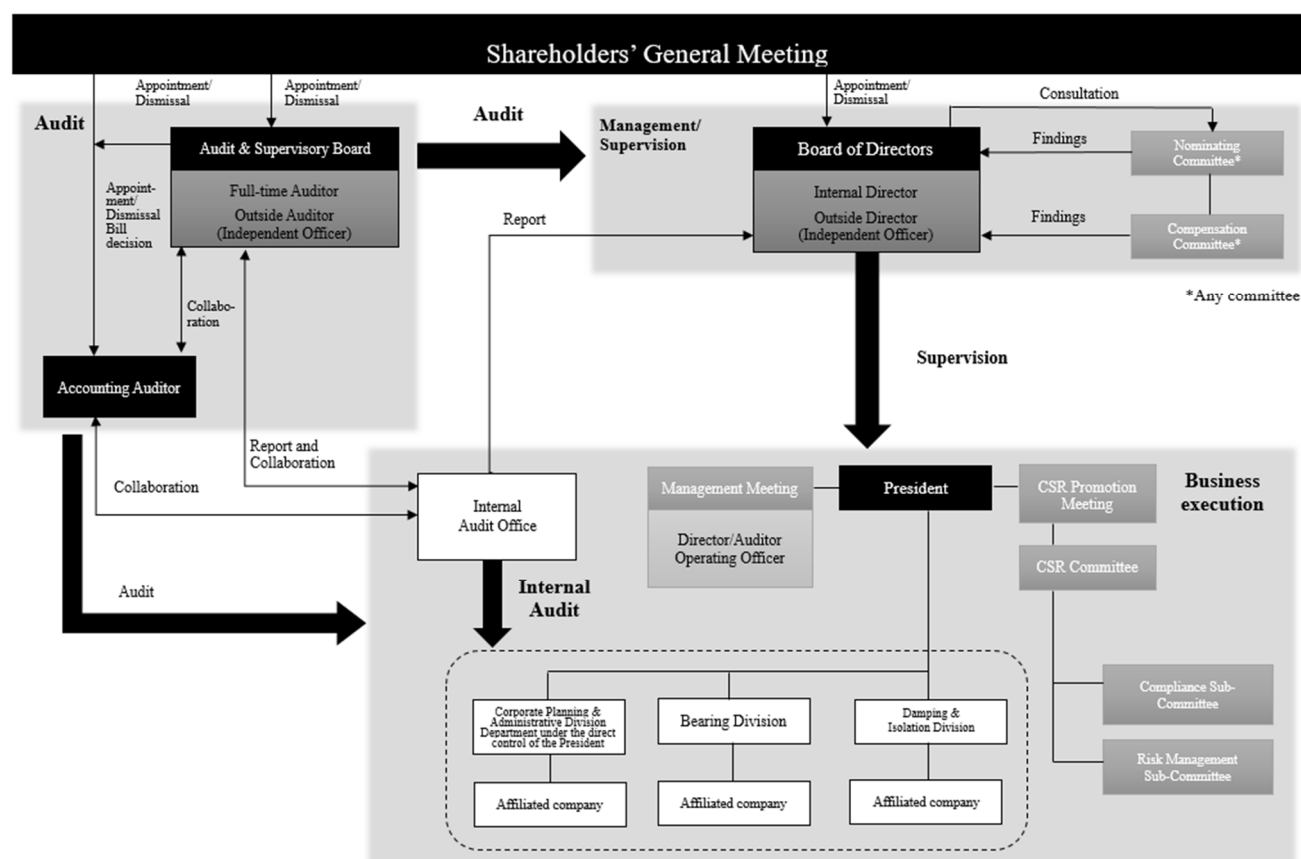 Shareholders’ General Meeting
Appointment/
Dismissal
Appointment/
Dismissal
Appointment/
Dismissal
Audit
Audit & Supervisory Board
Full-time Auditor
Outside Auditor
(Independent Officer)
Appoint-
ment/
Dismissal
Bill
decision
Collabo-
ration
Accounting Auditor
Audit
Management/
Supervision
Board of Directors
Internal Director
Outside Director
(Independent Officer)
Consultation
Findings
Nominating
Committee*
Findings
Compensation
Committee*
*Any committee
Report
Supervision
Report and
Collaboration
Collaboration
Internal
Audit Office
Audit
Internal
Audit
Management Meeting
Director/Auditor
Operating Officer
President
CSR Promotion
Meeting
CSR Committee
Business
execution
Compliance Sub-
Committee
Risk Management
Sub-Committee
Corporate Planning &
Administrative Division
Department under the direct
control of the President
Bearing Division
Damping &
Isolation Division
Affiliated company
Affiliated company
Affiliated company